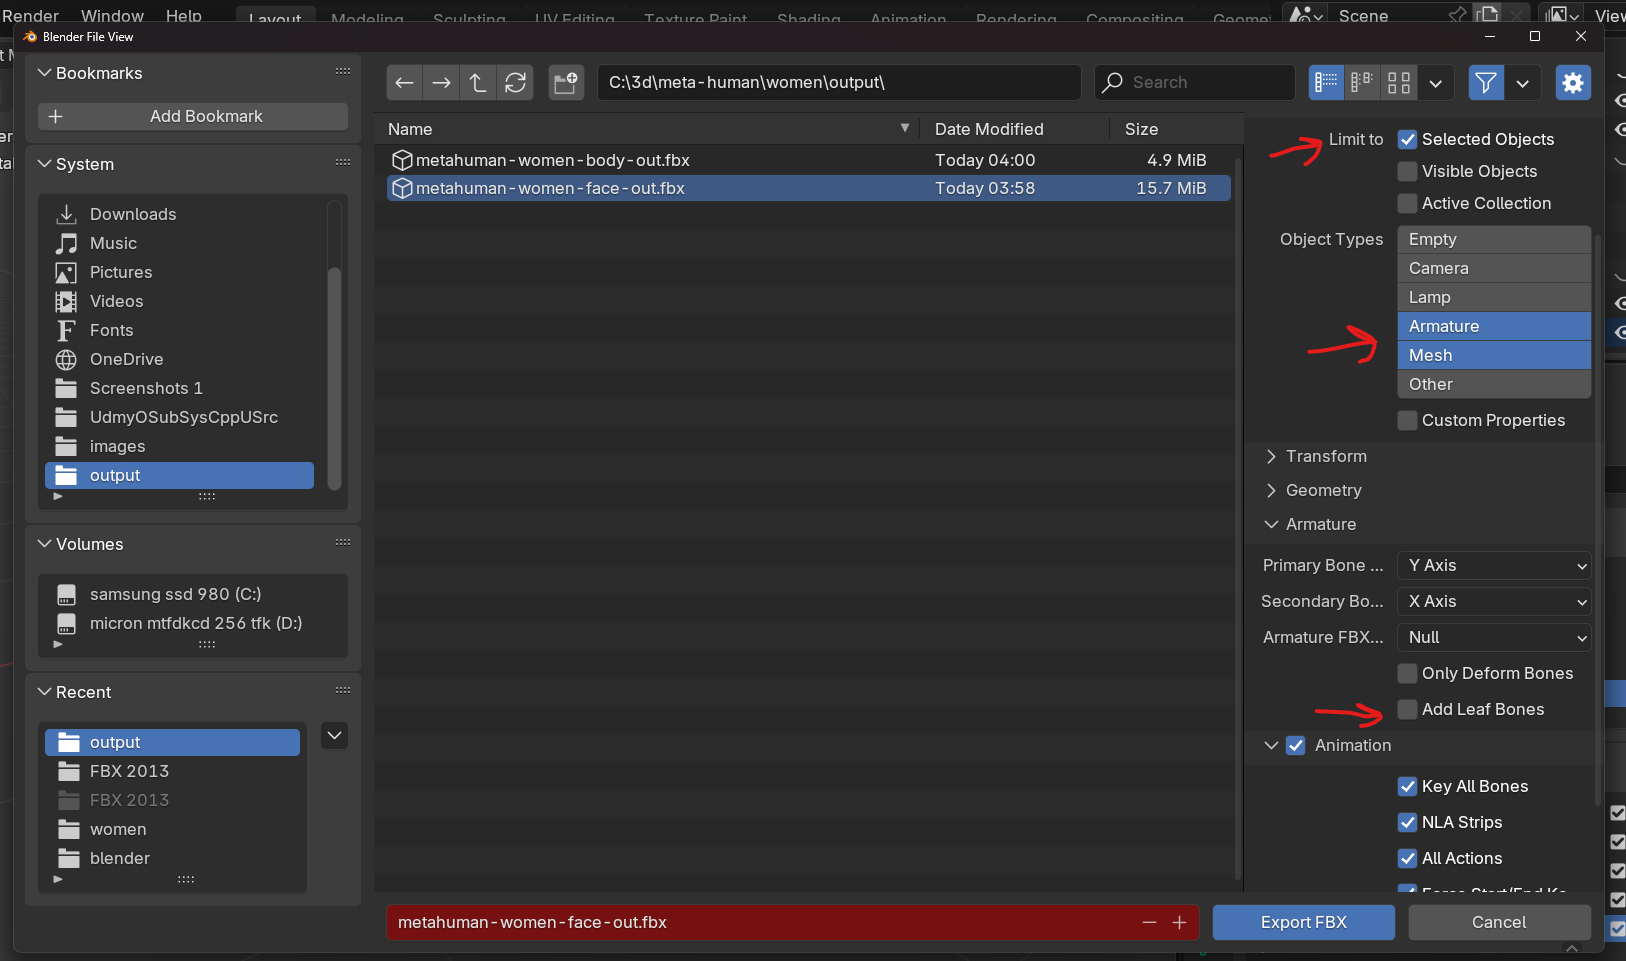 Render Window Help Layout Modeling Sculpting UV Editing Texture Paint Shading Animation Rendering Compositing Scene
Blender File View
Bookmarks
Add Bookmark
System
Downloads
Music
Pictures
Videos
Fonts
OneDrive
Screenshots 1
UdmyOSubSysCppUSrc
images
output
Volumes
samsung ssd 980 (C:)
micron mtfdkcd 256 tfk (D:)
Recent
output
FBX 2013
FBX 2013
women
blender
C:\3d\meta-human\women\output\
Search
Name Date Modified Size
metahuman-women-body-out.fbx Today 04:00 4.9 MiB
metahuman-women-face-out.fbx Today 03:58 15.7 MiB
Limit to Selected Objects
Visible Objects
Active Collection
Object Types Empty
Camera
Lamp
Armature
Mesh
Other
Custom Properties
Transform
Geometry
Armature
Primary Bone ... Y Axis
Secondary Bo... X Axis
Armature FBX... Null
Only Deform Bones
Add Leaf Bones
Animation
Key All Bones
NLA Strips
All Actions
metahuman-women-face-out.fbx
Export FBX Cancel